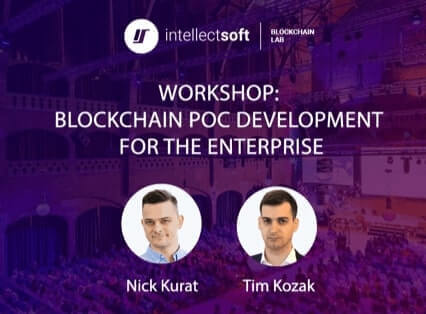 intellectsoft
BLOCKCHAIN
LAB
WORKSHOP:
BLOCKCHAIN POC DEVELOPMENT
FOR THE ENTERPRISE
Nick Kurat
Tim Kozak